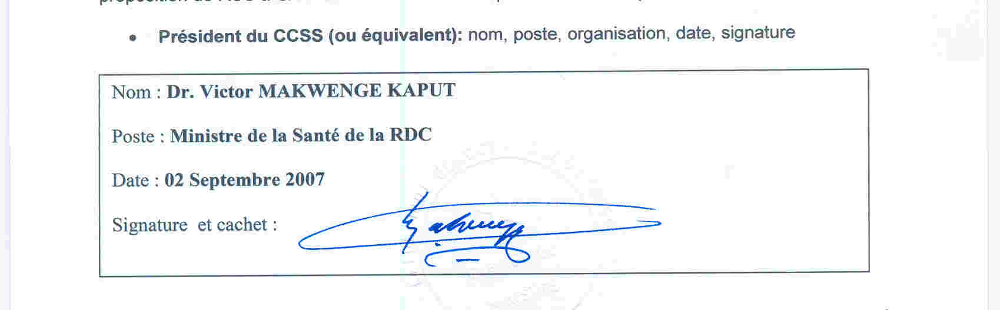 • Président du CCSS (ou équivalent): nom, poste, organisation, date, signature
Nom : Dr. Victor MAKWENGE KAPUT
Poste : Ministre de la Santé de la RDC
Date : 02 Septembre 2007
Signature et cachet :